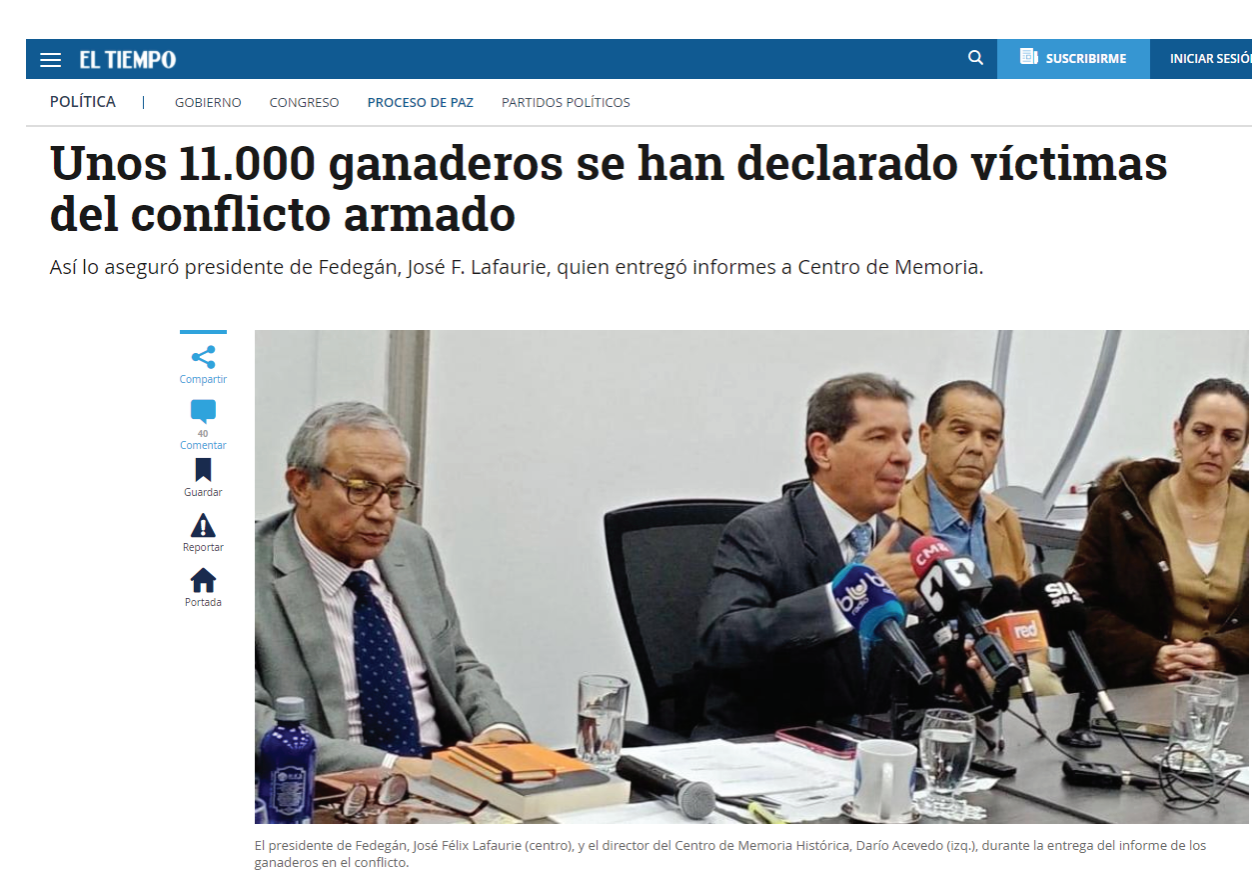 EL TIEMPO
SUSCRIBIRME
INICIAR SESIÓN
POLÍTICA | GOBIERNO CONGRESO PROCESO DE PAZ PARTIDOS POLÍTICOS
Unos 11.000 ganaderos se han declarado víctimas
del conflicto armado
Así lo aseguró presidente de Fedegán, José F. Lafaurie, quien entregó informes a Centro de Memoria.
Compartir
40
Comentar
Guardar
Reportar
Portada
CM&
blu
radio
red
El presidente de Fedegán, José Félix Lafaurie (centro), y el director del Centro de Memoria Histórica, Darío Acevedo (izq.), durante la entrega del informe de los
ganaderos en el conflicto.